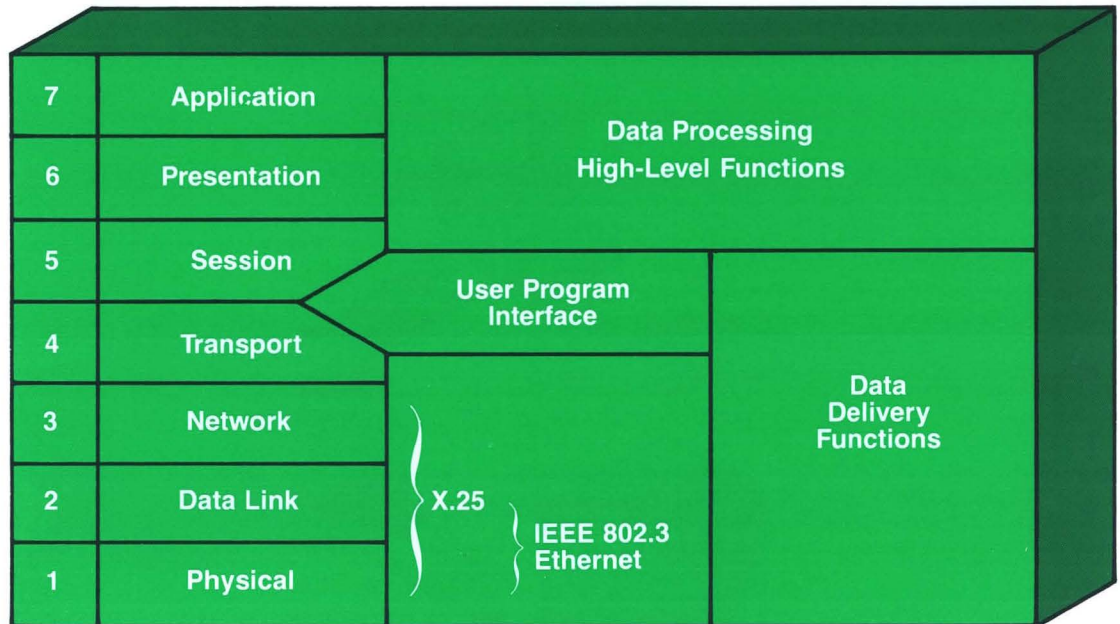 7 Application
6 Presentation
5 Session
4 Transport
3 Network
2 Data Link
1 Physical
Data Processing
High-Level Functions
User Program
Interface
X.25
IEEE 802.3
Ethernet
Data
Delivery
Functions